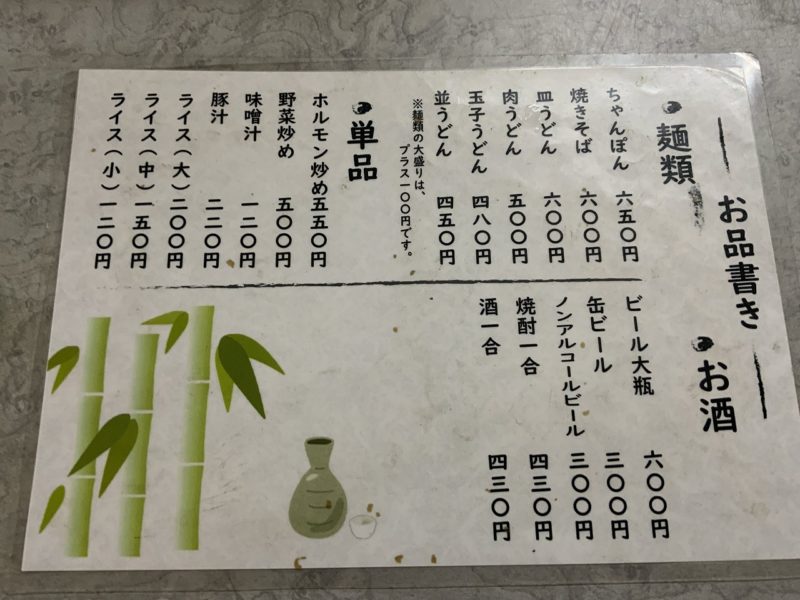 お品書き
麺類
ちゃんぽん 六五〇円
焼きそば 六〇〇円
皿うどん 六〇〇円
肉うどん 五〇〇円
玉子うどん 四八〇円
並うどん 四五〇円
※麺類の大盛りは、
プラス一〇〇円です。
単品
ホルモン炒め 五五〇円
野菜炒め 五〇〇円
味噌汁 一二〇円
豚汁 二二〇円
ライス(大) 二〇〇円
ライス(中) 一五〇円
ライス(小) 一二〇円
お酒
ビール大瓶 六〇〇円
缶ビール 三〇〇円
ノンアルコールビール 三〇〇円
焼酎一合 四三〇円
酒一合 四三〇円